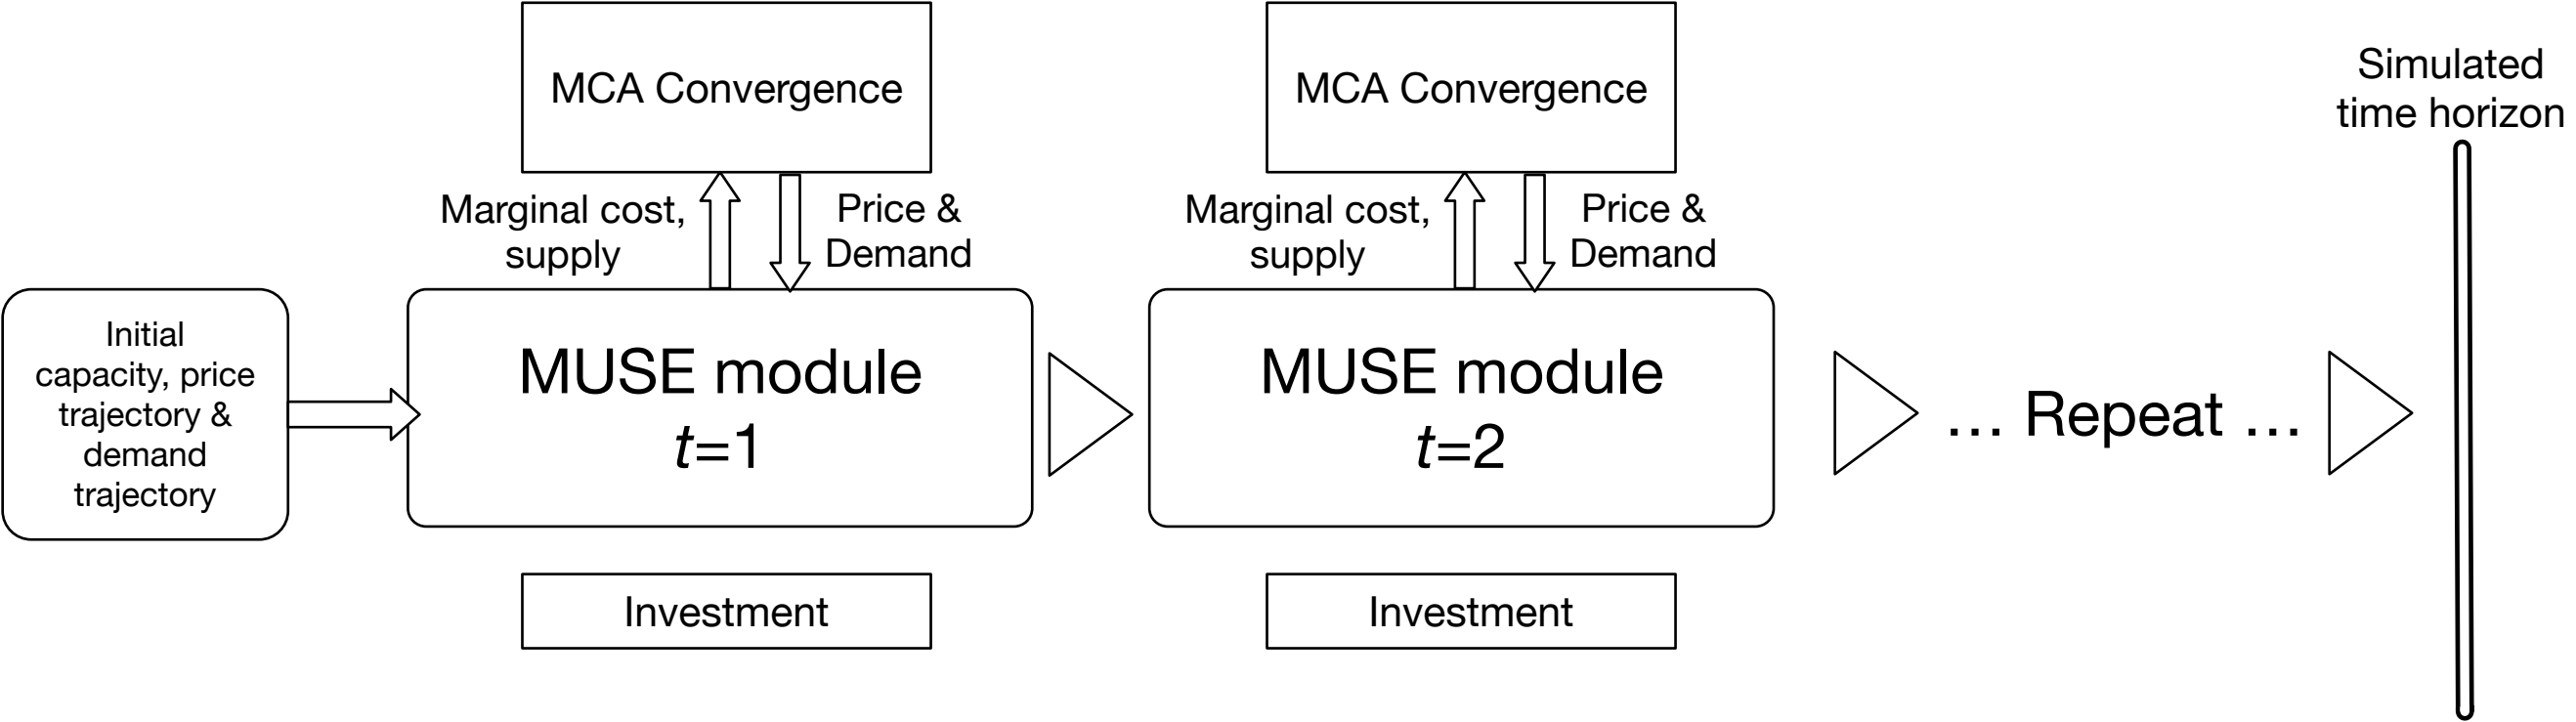 MCA Convergence
Marginal cost,
supply
Price &
Demand
MCA Convergence
Marginal cost,
supply
Price &
Demand
Simulated
time horizon
Initial
capacity, price
trajectory &
demand
trajectory
MUSE module
t=1
MUSE module
t=2
... Repeat ...
Investment
Investment